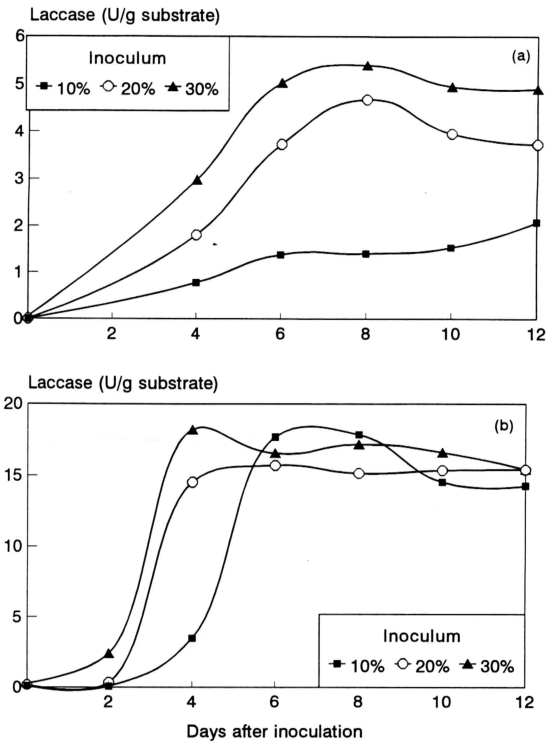 Laccase (U/g substrate)
(a)
Inoculum
10% 20% 30%
6
5
4
3
2
1
0
2 4 6 8 10 12
Laccase (U/g substrate)
(b)
20
15
10
5
0
Inoculum
10% 20% 30%
2 4 6 8 10 12
Days after inoculation